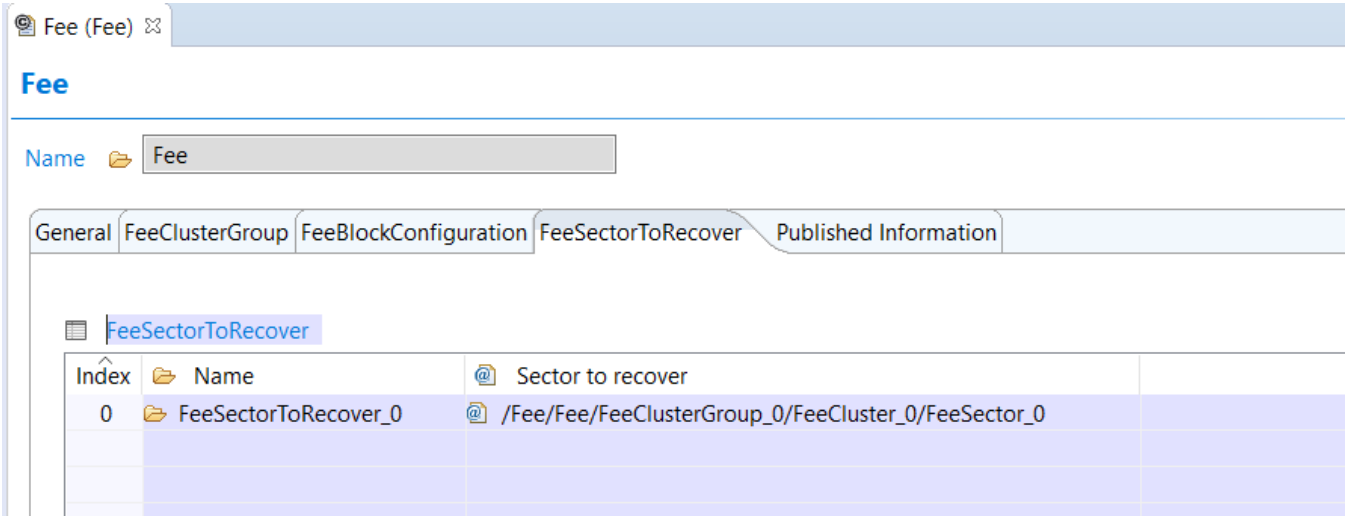 Fee (Fee)
Fee
Name Fee
General FeeClusterGroup FeeBlockConfiguration FeeSectorToRecover Published Information
FeeSectorToRecover
Index Name Sector to recover
0 FeeSectorToRecover_0 /Fee/Fee/FeeClusterGroup_0/FeeCluster_0/FeeSector_0